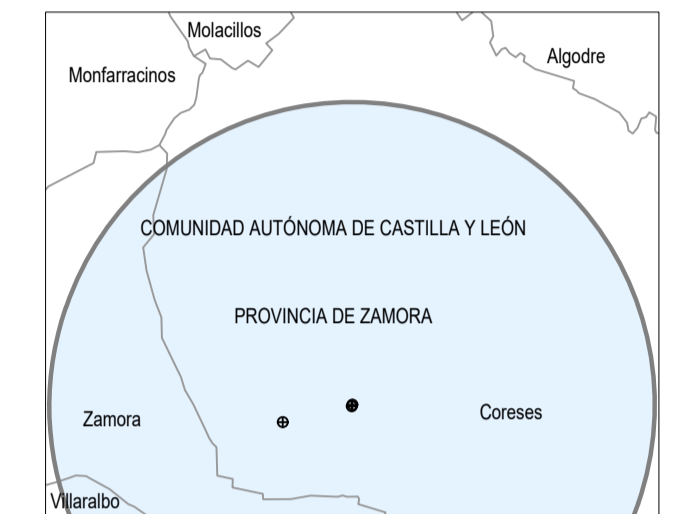 Molacillos
Algodre
Monfarracinos
COMUNIDAD AUTÓNOMA DE CASTILLA Y LEÓN
PROVINCIA DE ZAMORA
Coreses
Zamora
Villaralbo